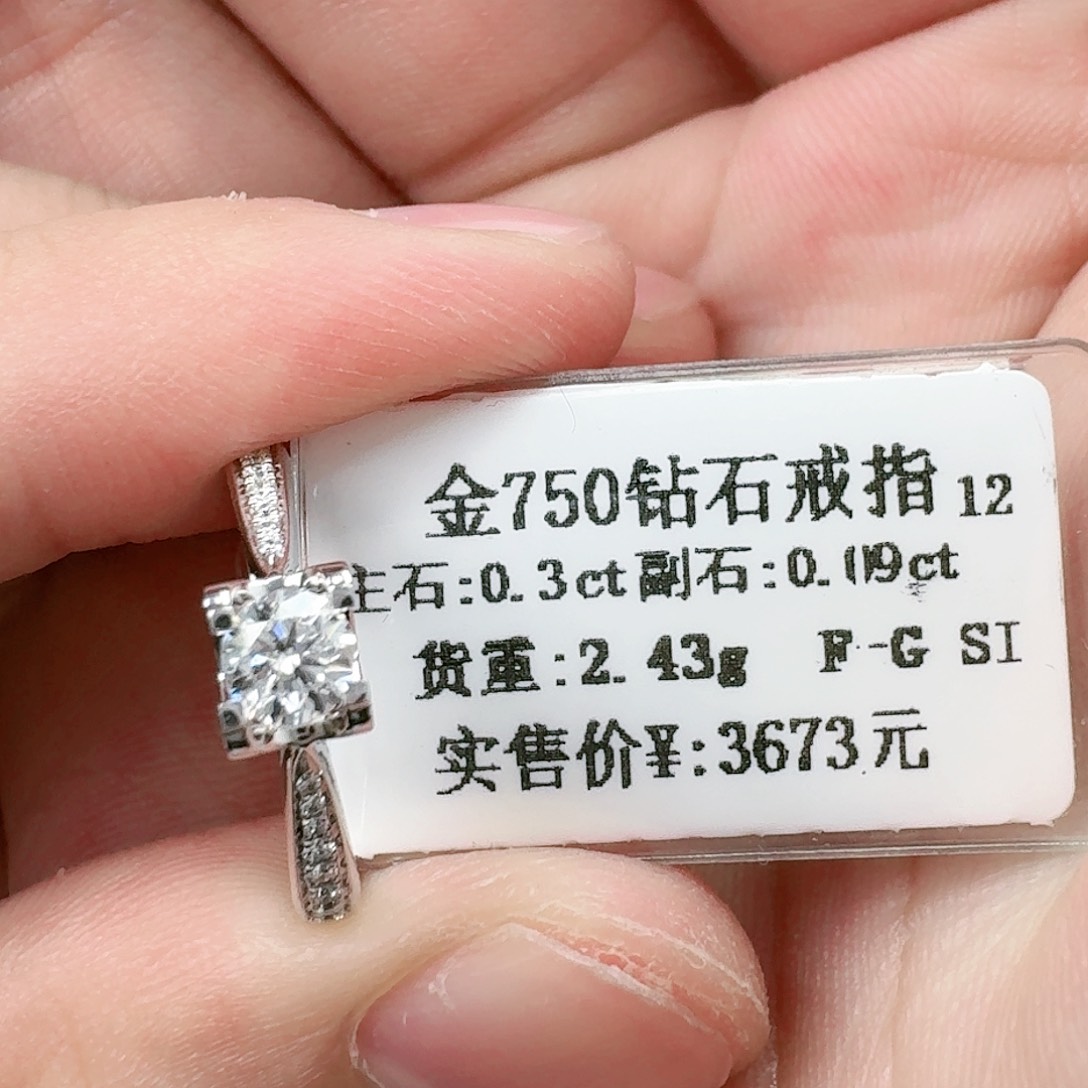 金750钻石戒指 12
主石:0.3ct 副石:0.09ct
货重:2.43g F-G SI
实售价¥:3673元